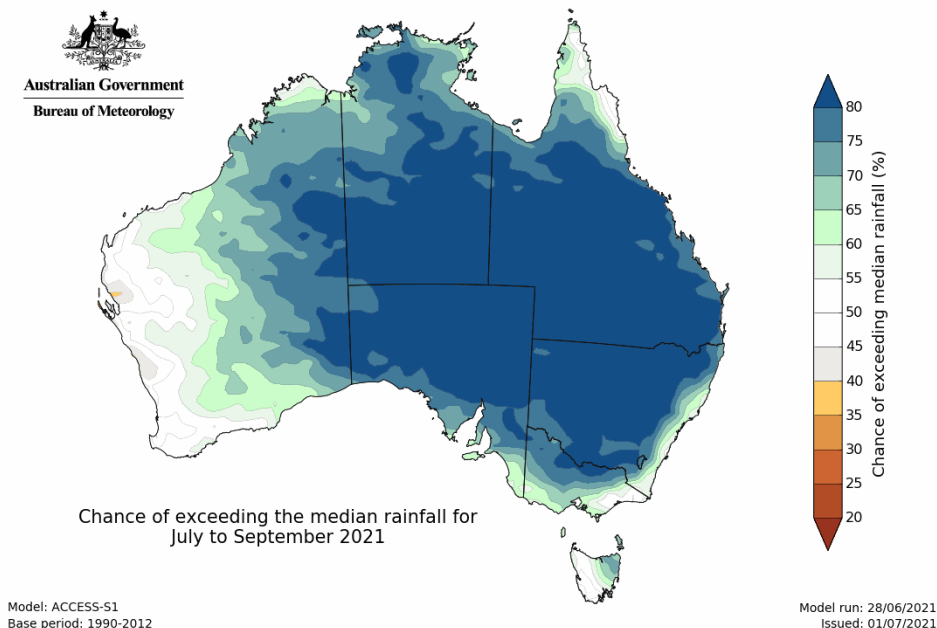 Australian Government
Bureau of Meteorology
80
75
70
65
60
55
50
45
40
35
30
25
20
Chance of exceeding median rainfall (%)
Chance of exceeding the median rainfall for
July to September 2021
Model: ACCESS-S1
Base period: 1990-2012
Model run: 28/06/2021
Issued: 01/07/2021